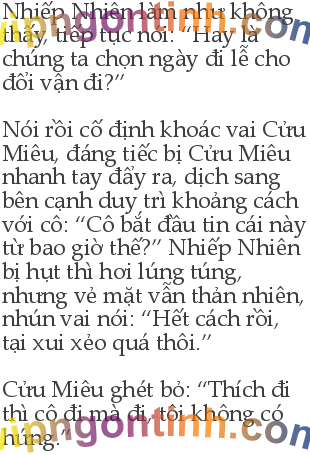 Nhiếp Nhiên làm như không
thấy, tiếp tục nói: “Hay là
chúng ta chọn ngày đi lễ cho
đổi vận đi?”
Nói rồi cố định khoác vai Cửu
Miêu, đáng tiếc bị Cửu Miêu
nhanh tay đẩy ra, dịch sang
bên cạnh duy trì khoảng cách
với cô: “Cô bắt đầu tin cái này
từ bao giờ thế?” Nhiếp Nhiên
bị hụt thì hơi lúng túng,
nhưng vẻ mặt vẫn thản nhiên,
nhún vai nói: “Hết cách rồi,
tại xui xẻo quá thôi.”
Cửu Miêu ghét bỏ: “Thích đi
thì cô đi mà đi, tôi không có
hứng.”
vipngontinh.com
vipngontinh.com